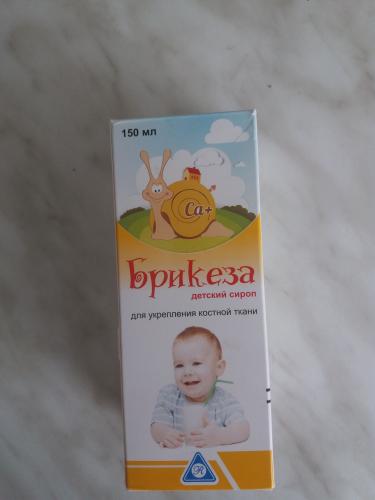 150 мл
Ca+
Брикеза
детский сироп
для укрепления костной ткани